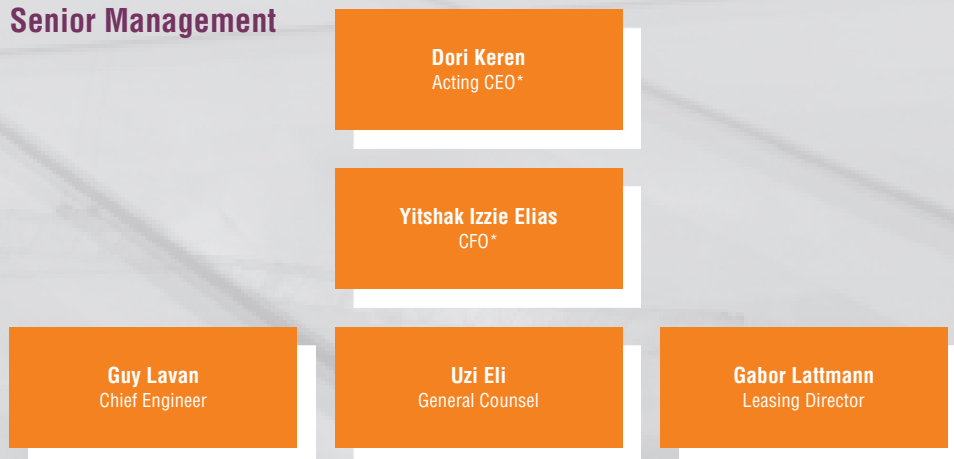 Senior Management
Dori Keren
Acting CEO*
Yitshak Izzie Elias
CFO*
Guy Lavan
Chief Engineer
Uzi Eli
General Counsel
Gabor Lattmann
Leasing Director